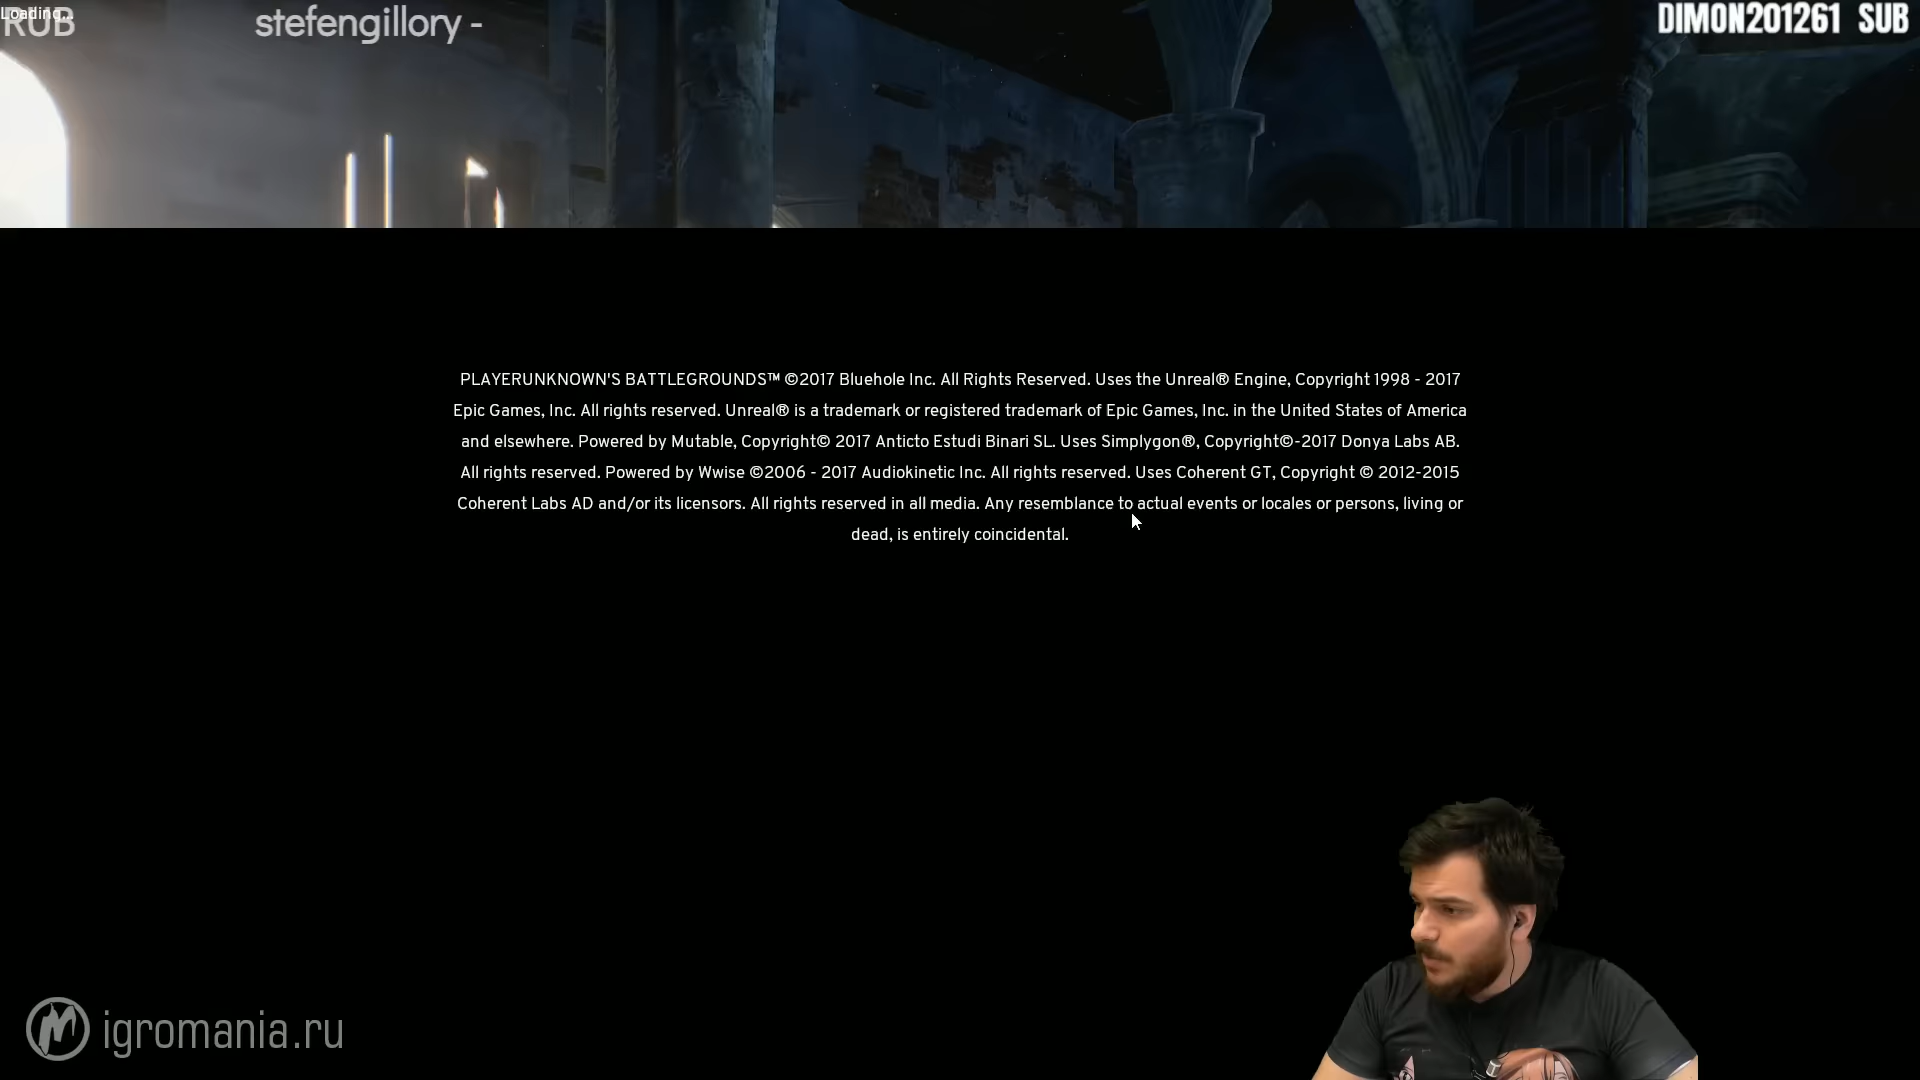 Loading...
RUB
stefengillory -
DIMON201261 SUB
PLAYERUNKNOWN'S BATTLEGROUNDS™ ©2017 Bluehole Inc. All Rights Reserved. Uses the Unreal® Engine, Copyright 1998 - 2017
Epic Games, Inc. All rights reserved. Unreal® is a trademark or registered trademark of Epic Games, Inc. in the United States of America
and elsewhere. Powered by Mutable, Copyright© 2017 Anticto Estudi Binari SL. Uses Simplygon®, Copyright©-2017 Donya Labs AB.
All rights reserved. Powered by Wwise ©2006 - 2017 Audiokinetic Inc. All rights reserved. Uses Coherent GT, Copyright © 2012-2015
Coherent Labs AD and/or its licensors. All rights reserved in all media. Any resemblance to actual events or locales or persons, living or
dead, is entirely coincidental.
igromania.ru